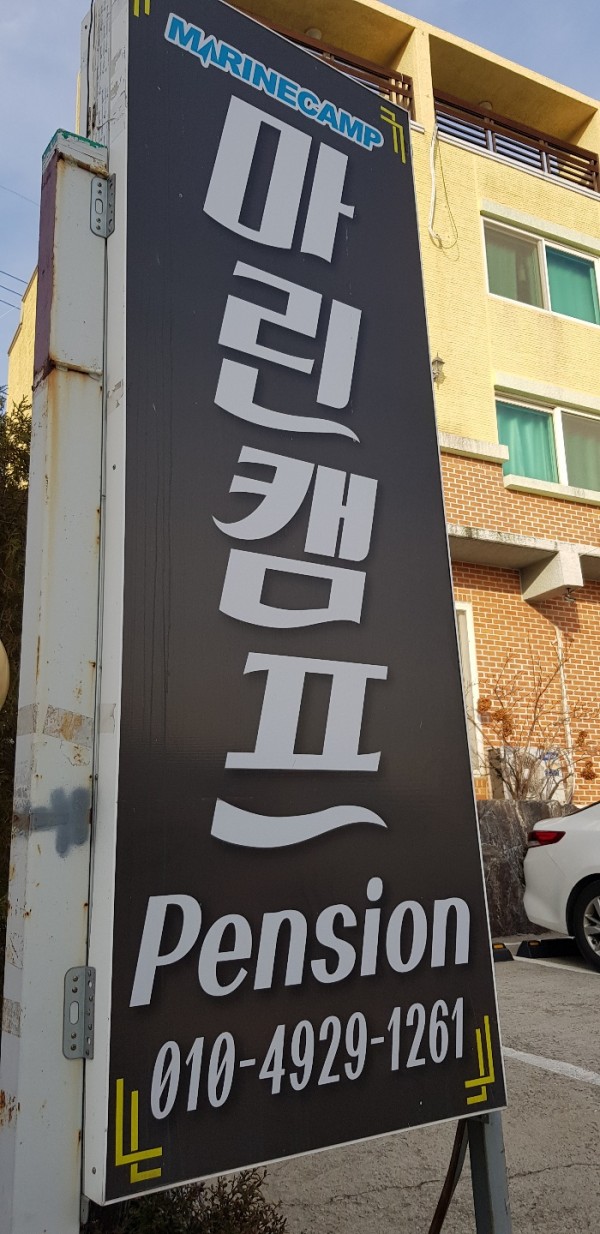 MARINECAMP
마린캠프
Pension
010-4929-1261